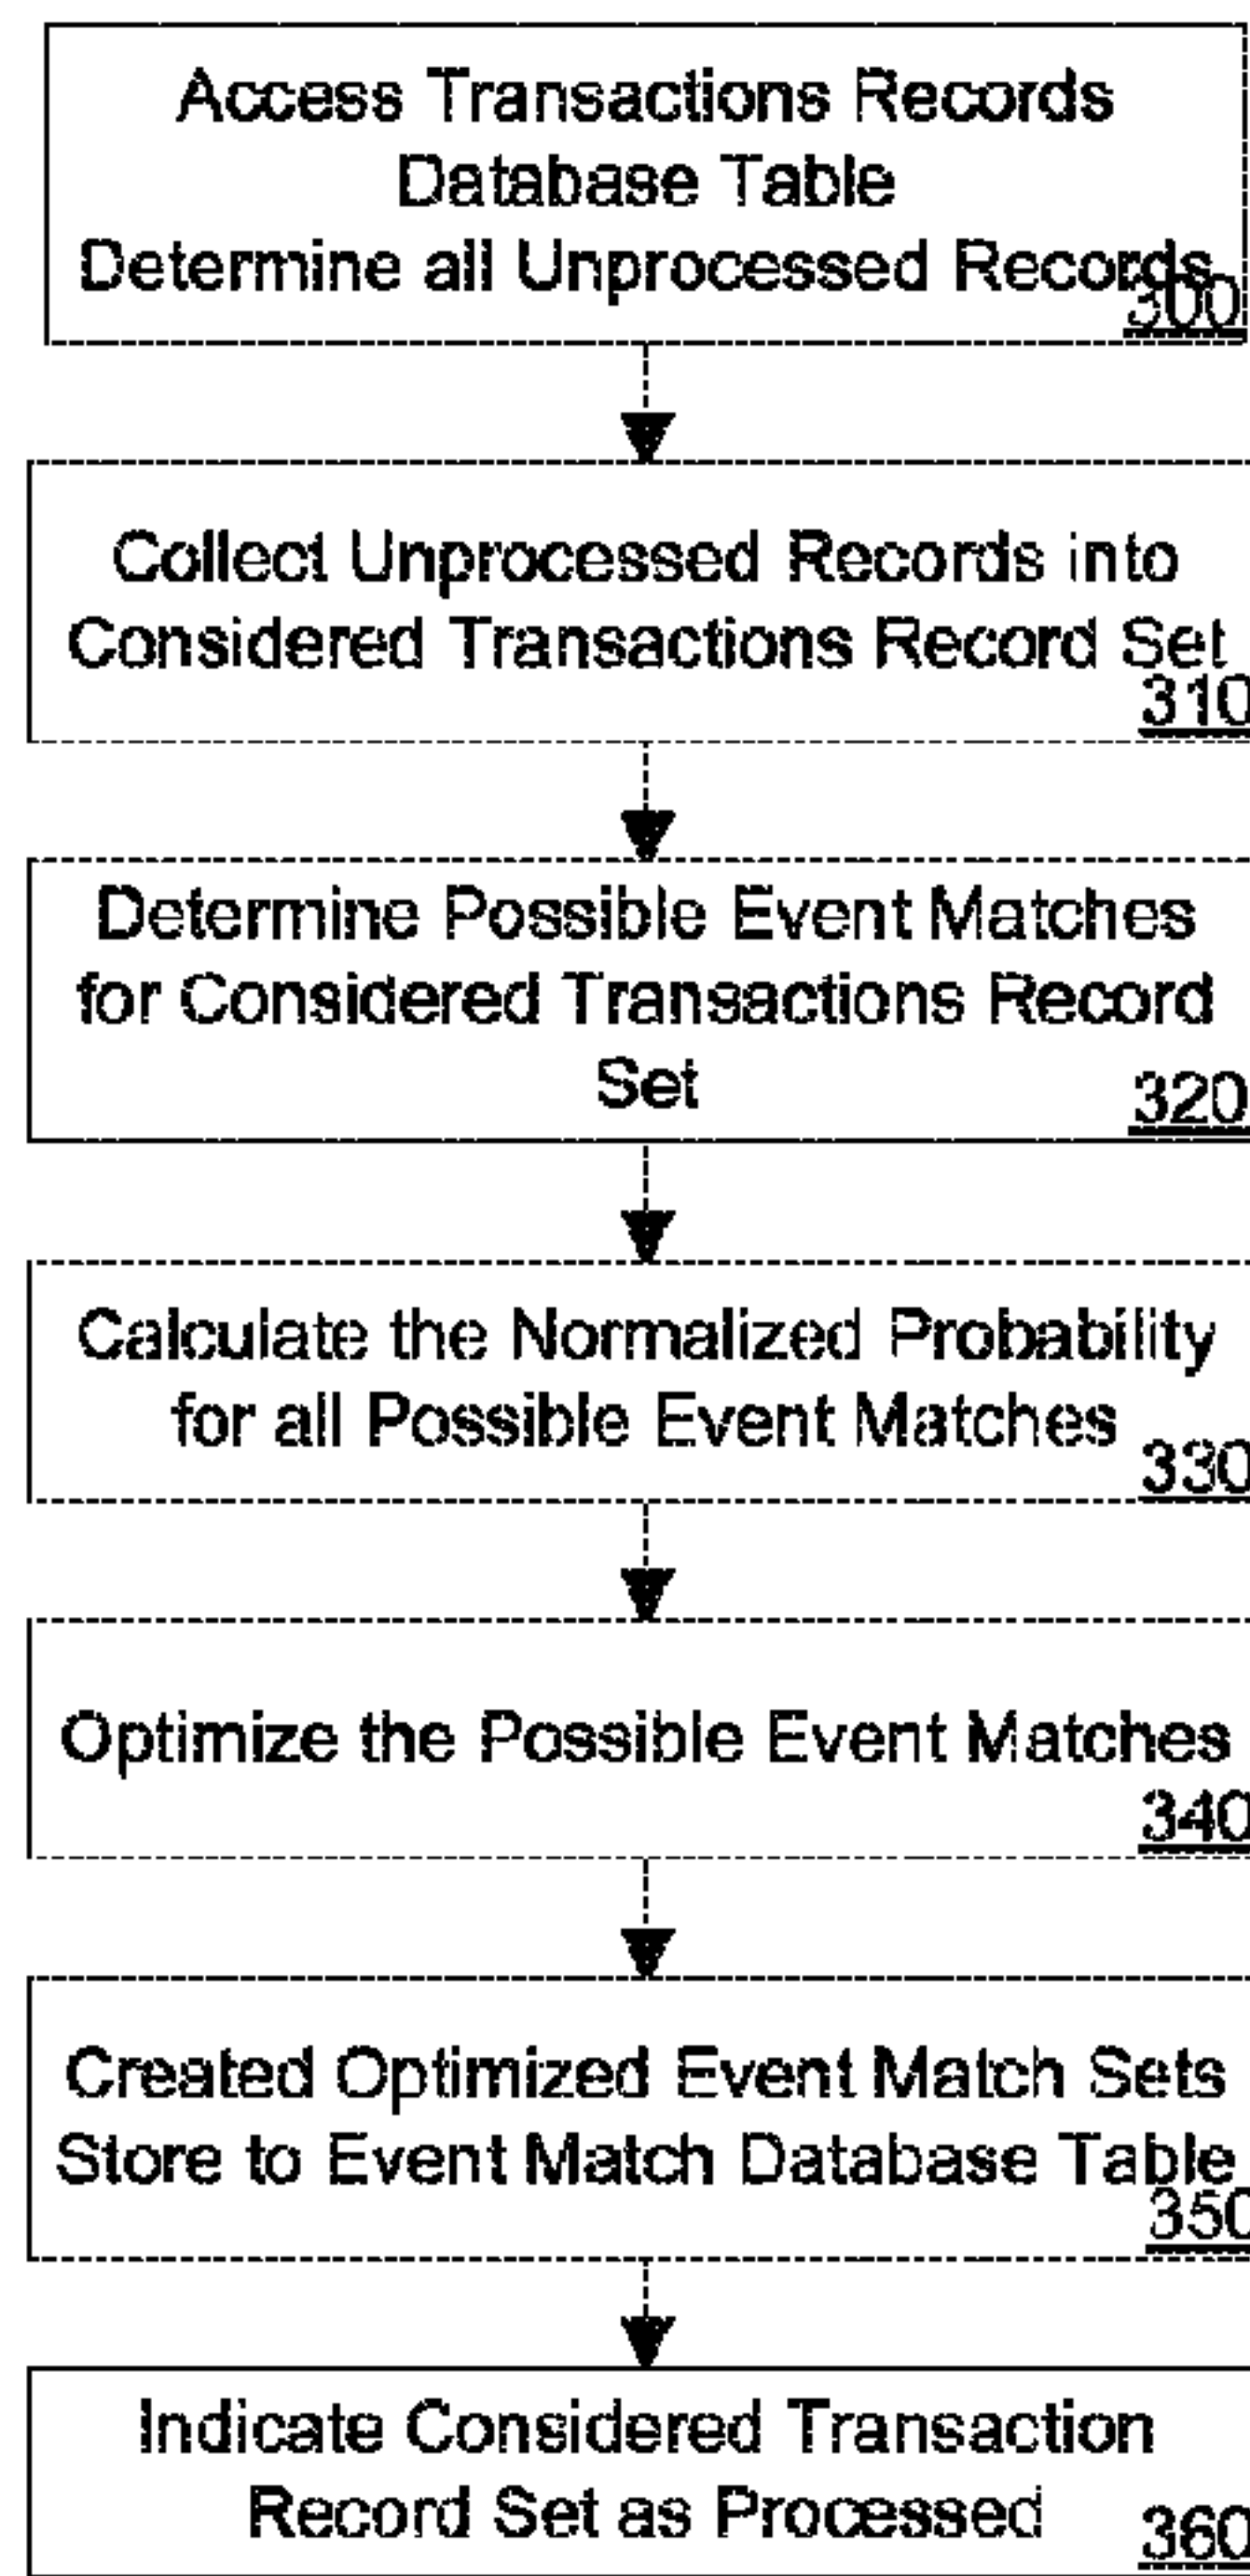 Access Transactions Records
Database Table
Determine all Unprocessed Records
300
Collect Unprocessed Records into
Considered Transactions Record Set
310
Determine Possible Event Matches
for Considered Transactions Record
Set
320
Calculate the Normalized Probability
for all Possible Event Matches
330
Optimize the Possible Event Matches
340
Created Optimized Event Match Sets
Store to Event Match Database Table
350
Indicate Considered Transaction
Record Set as Processed
360